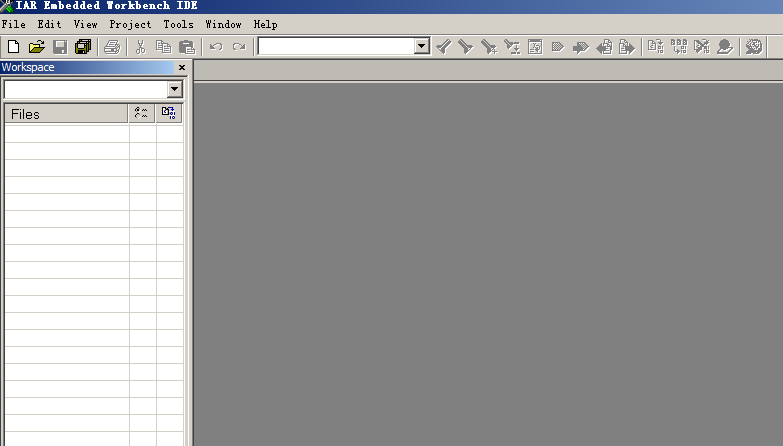 IAR Embedded Workbench IDE
File Edit View Project Tools Window Help
Workspace
Files